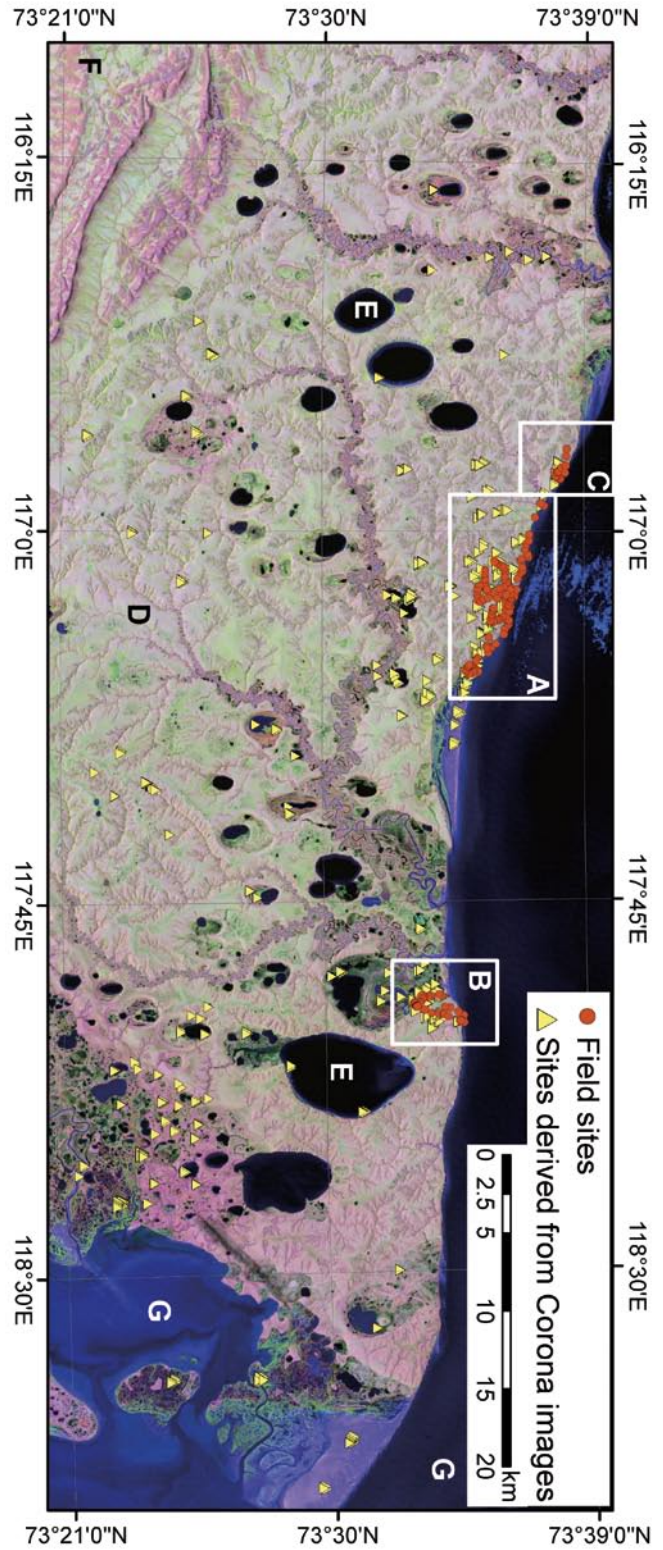 116°15'E 117°0'E 117°45'E 118°30'E
73°39'0"N 73°39'0"N
C
Field sites
Sites derived from Corona images
0 2.5 5 10 15 20
km
A
B
G
73°30'N 73°30'N
E
E
D
G
F
73°21'0"N 73°21'0"N
116°15'E 117°0'E 117°45'E 118°30'E